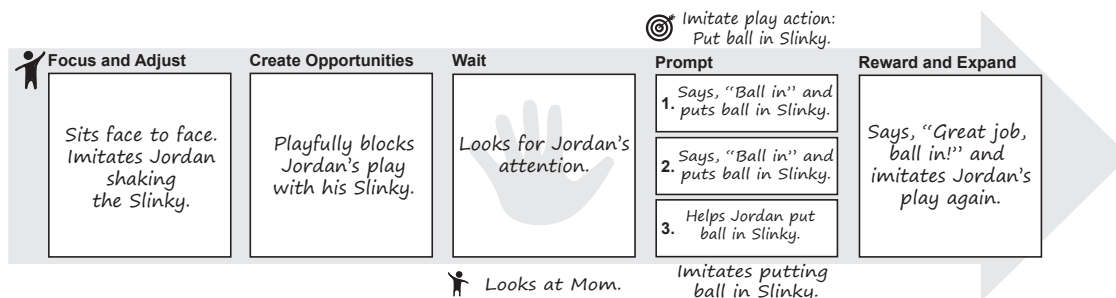 Imitate play action:
Put ball in Slinky.
Focus and Adjust
Create Opportunities
Wait
Prompt
Reward and Expand
Sits face to face.
Imitates Jordan
shaking
the Slinky.
Playfully blocks
Jordan's play
with his Slinky.
Looks for Jordan's
attention.
1. Says, "Ball in" and
puts ball in Slinky.
2. Says, "Ball in" and
puts ball in Slinky.
3. Helps Jordan put
ball in Slinky.
Says, "Great job,
ball in!" and
imitates Jordan's
play again.
Looks at Mom.
Imitates putting
ball in Slinky.